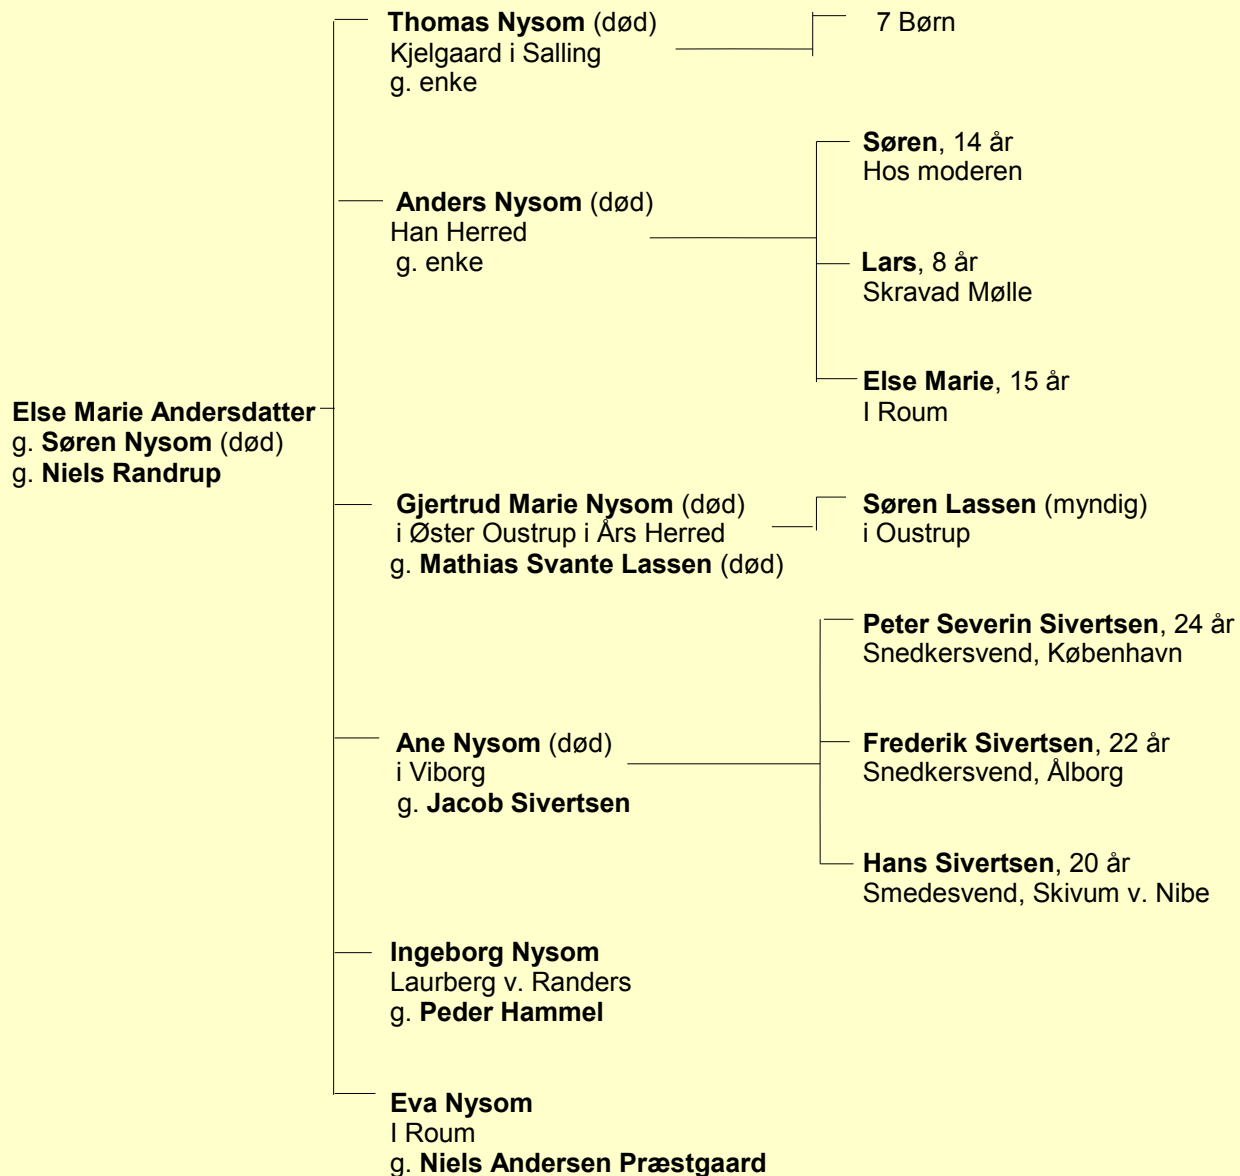 Else Marie Andersdatter
g. Søren Nysom (død)
g. Niels Randrup
Thomas Nysom (død)
Kjelgaard i Salling
g. enke
7 Børn
Anders Nysom (død)
Han Herred
g. enke
Søren, 14 år
Hos moderen
Lars, 8 år
Skravad Mølle
Else Marie, 15 år
I Roum
Gjertrud Marie Nysom (død)
i Øster Oustrup i Års Herred
g. Mathias Svante Lassen (død)
Søren Lassen (myndig)
i Oustrup
Ane Nysom (død)
i Viborg
g. Jacob Sivertsen
Peter Severin Sivertsen, 24 år
Snedkersvend, København
Frederik Sivertsen, 22 år
Snedkersvend, Ålborg
Hans Sivertsen, 20 år
Smedesvend, Skivum v. Nibe
Ingeborg Nysom
Laurberg v. Randers
g. Peder Hammel
Eva Nysom
I Roum
g. Niels Andersen Præstgaard